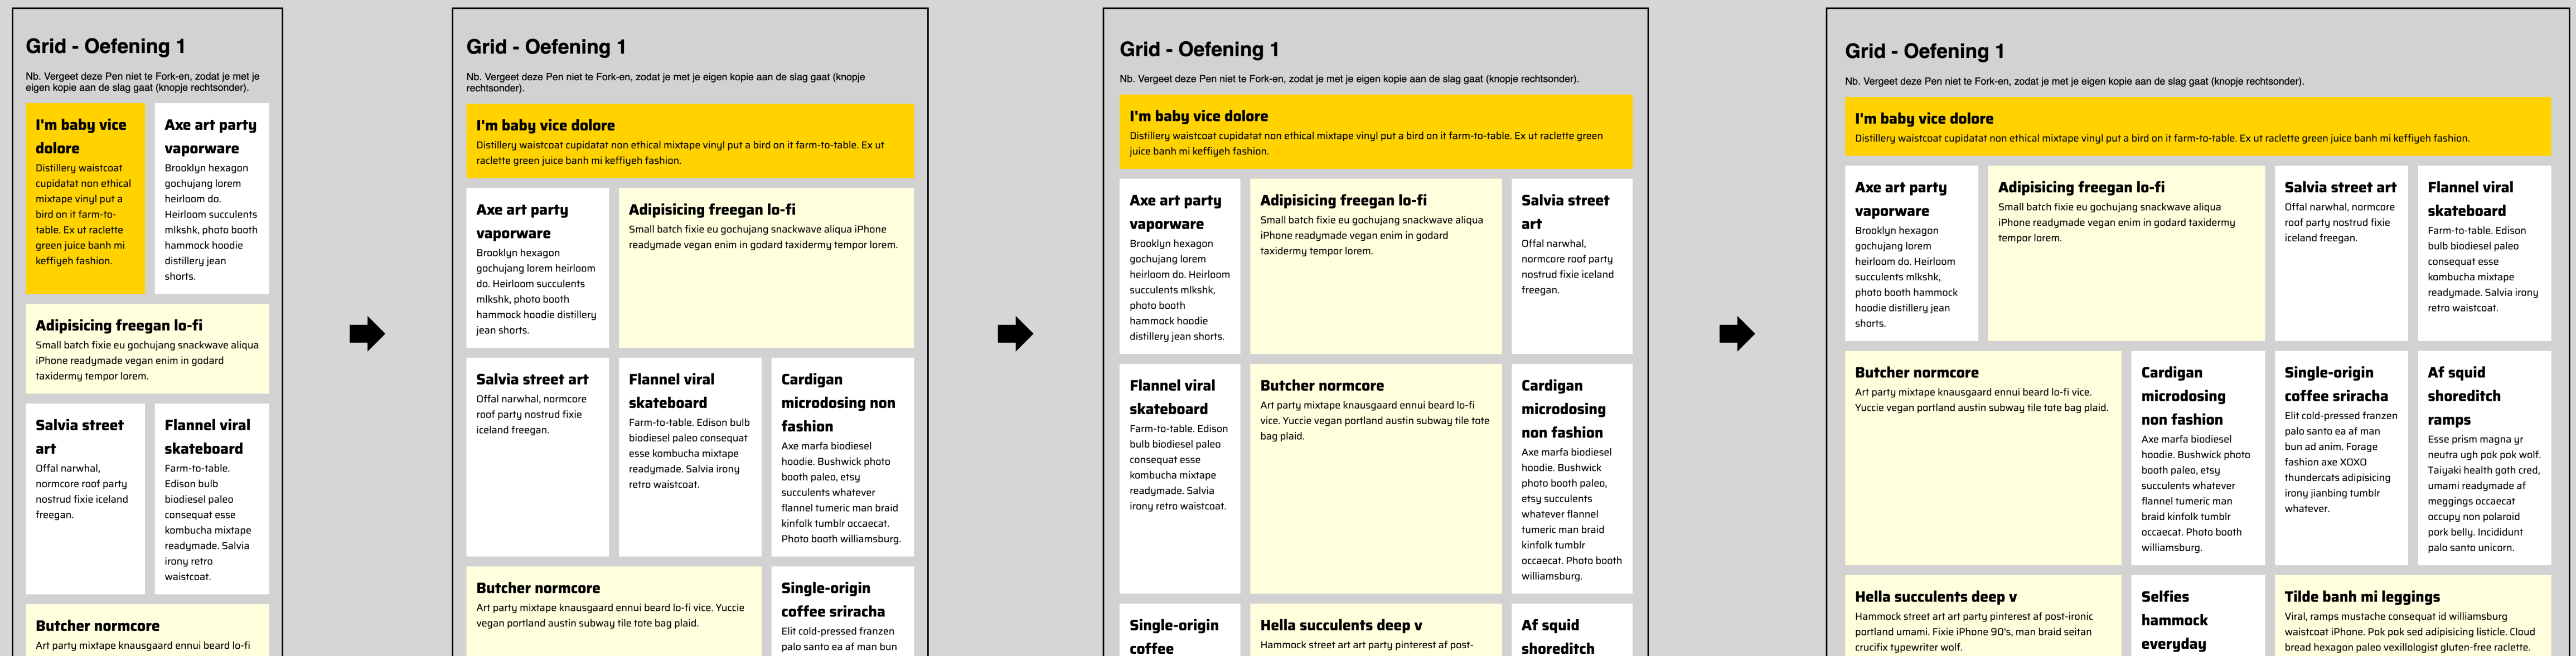 Grid - Oefening 1
Nb. Vergeet deze Pen niet te Fork-en, zodat je met je
eigen kopie aan de slag gaat (knopje rechtsonder).
I'm baby vice
dolore
Distillery waistcoat
cupidatat non ethical
mixtape vinyl put a
bird on it farm-to-
table. Ex ut raclette
green juice banh mi
keffiyeh fashion.
Axe art party
vaporware
Brooklyn hexagon
gochujang lorem
heirloom do.
Heirloom succulents
mlkshk, photo booth
hammock hoodie
distillery jean
shorts.
Adipisicing freegan lo-fi
Small batch fixie eu gochujang snackwave aliqua
iPhone readymade vegan enim in godard
taxidermy tempor lorem.
Salvia street
art
Offal narwhal,
normcore roof party
nostrud fixie iceland
freegan.
Flannel viral
skateboard
Farm-to-table.
Edison bulb
biodiesel paleo
consequat esse
kombucha mixtape
readymade. Salvia
irony retro
waistcoat.
Butcher normcore
Art party mixtape knausgaard ennui beard lo-fi
Grid - Oefening 1
Nb. Vergeet deze Pen niet te Fork-en, zodat je met je eigen kopie aan de slag gaat (knopje
rechtsonder).
I'm baby vice dolore
Distillery waistcoat cupidatat non ethical mixtape vinyl put a bird on it farm-to-table. Ex ut
raclette green juice banh mi keffiyeh fashion.
Axe art party
vaporware
Brooklyn hexagon
gochujang lorem heirloom
do. Heirloom succulents
mlkshk, photo booth
hammock hoodie distillery
jean shorts.
Adipisicing freegan lo-fi
Small batch fixie eu gochujang snackwave aliqua iPhone
readymade vegan enim in godard taxidermy tempor lorem.
Salvia street art
Offal narwhal, normcore
roof party nostrud fixie
iceland freegan.
Flannel viral
skateboard
Farm-to-table. Edison bulb
biodiesel paleo consequat
esse kombucha mixtape
readymade. Salvia irony
retro waistcoat.
Cardigan
microdosing non
fashion
Axe marfa biodiesel
hoodie. Bushwick photo
booth paleo, etsy
succulents whatever
flannel tumeric man braid
kinfolk tumblr occaecat.
Photo booth williamsburg.
Butcher normcore
Art party mixtape knausgaard ennui beard lo-fi vice. Yuccie
vegan portland austin subway tile tote bag plaid.
Single-origin
coffee sriracha
Elit cold-pressed franzen
palo santo ea af man bun
Grid - Oefening 1
Nb. Vergeet deze Pen niet te Fork-en, zodat je met je eigen kopie aan de slag gaat (knopje rechtsonder).
I'm baby vice dolore
Distillery waistcoat cupidatat non ethical mixtape vinyl put a bird on it farm-to-table. Ex ut raclette green
juice banh mi keffiyeh fashion.
Axe art party
vaporware
Brooklyn hexagon
gochujang lorem
heirloom do. Heirloom
succulents mlkshk,
photo booth
hammock hoodie
distillery jean shorts.
Adipisicing freegan lo-fi
Small batch fixie eu gochujang snackwave aliqua
iPhone readymade vegan enim in godard
taxidermy tempor lorem.
Salvia street
art
Offal narwhal,
normcore roof party
nostrud fixie iceland
freegan.
Flannel viral
skateboard
Farm-to-table. Edison
bulb biodiesel paleo
consequat esse
kombucha mixtape
readymade. Salvia
irony retro waistcoat.
Butcher normcore
Art party mixtape knausgaard ennui beard lo-fi
vice. Yuccie vegan portland austin subway tile tote
bag plaid.
Cardigan
microdosing
non fashion
Axe marfa biodiesel
hoodie. Bushwick
photo booth paleo,
etsy succulents
whatever flannel
tumeric man braid
kinfolk tumblr
occaecat. Photo booth
williamsburg.
Single-origin
coffee
Hella succulents deep v
Hammock street art art party pinterest af post-
Af squid
shoreditch
Grid - Oefening 1
Nb. Vergeet deze Pen niet te Fork-en, zodat je met je eigen kopie aan de slag gaat (knopje rechtsonder).
I'm baby vice dolore
Distillery waistcoat cupidatat non ethical mixtape vinyl put a bird on it farm-to-table. Ex ut raclette green juice banh mi keffiyeh fashion.
Axe art party
vaporware
Brooklyn hexagon
gochujang lorem
heirloom do. Heirloom
succulents mlkshk,
photo booth hammock
hoodie distillery jean
shorts.
Adipisicing freegan lo-fi
Small batch fixie eu gochujang snackwave aliqua
iPhone readymade vegan enim in godard taxidermy
tempor lorem.
Salvia street art
Offal narwhal, normcore
roof party nostrud fixie
iceland freegan.
Flannel viral
skateboard
Farm-to-table. Edison
bulb biodiesel paleo
consequat esse
kombucha mixtape
readymade. Salvia irony
retro waistcoat.
Butcher normcore
Art party mixtape knausgaard ennui beard lo-fi vice.
Yuccie vegan portland austin subway tile tote bag plaid.
Cardigan
microdosing
non fashion
Axe marfa biodiesel
hoodie. Bushwick photo
booth paleo, etsy
succulents whatever
flannel tumeric man
braid kinfolk tumblr
occaecat. Photo booth
williamsburg.
Single-origin
coffee sriracha
Elit cold-pressed franzen
palo santo ea af man
bun ad anim. Forage
fashion axe XOXO
thundercats adipisicing
irony jianbing tumblr
whatever.
Af squid
shoreditch
ramps
Esse prism magna yr
neutra ugh pok pok wolf.
Taiyaki health goth cred,
umami readymade af
meggings occaecat
occupy non polaroid
pork belly. Incididunt
palo santo unicorn.
Hella succulents deep v
Hammock street art art party pinterest af post-ironic
portland umami. Fixie iPhone 90's, man braid seitan
crucifix typewriter wolf.
Selfies
hammock
everyday
Tilde banh mi leggings
Viral, ramps mustache consequat id williamsburg
waistcoat iPhone. Pok pok sed adipisicing listicle. Cloud
bread hexagon paleo vexillologist gluten-free raclette.